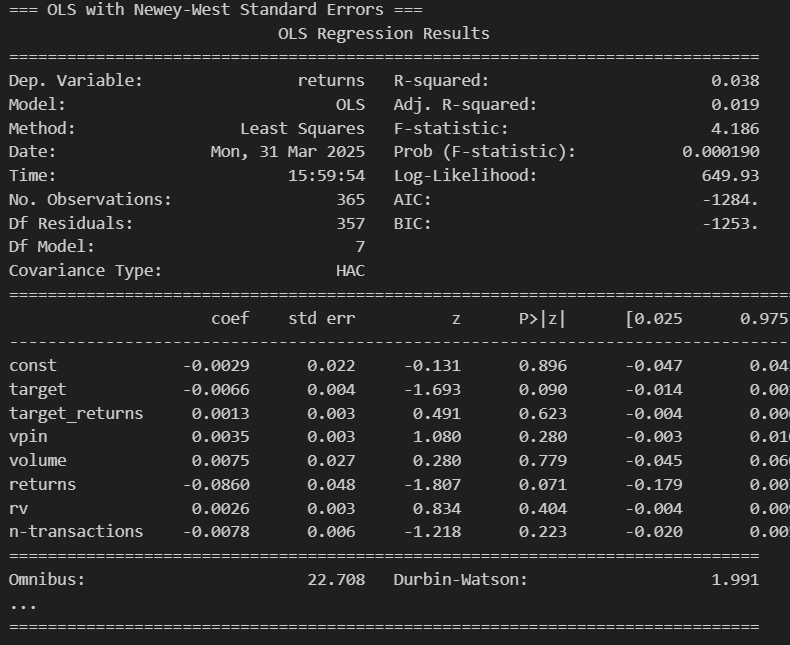 === OLS with Newey-West Standard Errors ===
OLS Regression Results
==============================================================================
Dep. Variable: returns R-squared: 0.038
Model: OLS Adj. R-squared: 0.019
Method: Least Squares F-statistic: 4.186
Date: Mon, 31 Mar 2025 Prob (F-statistic): 0.000190
Time: 15:59:54 Log-Likelihood: 649.93
No. Observations: 365 AIC: -1284.
Df Residuals: 357 BIC: -1253.
Df Model: 7
Covariance Type: HAC
==============================================================================
coef std err z P>|z| [0.025 0.975
------------------------------------------------------------------------------
const -0.0029 0.022 -0.131 0.896 -0.047 0.04
target -0.0066 0.004 -1.693 0.090 -0.014 0.00
target_returns 0.0013 0.003 0.491 0.623 -0.004 0.00
vpin 0.0035 0.003 1.080 0.280 -0.003 0.01
volume 0.0075 0.027 0.280 0.779 -0.045 0.06
returns -0.0860 0.048 -1.807 0.071 -0.179 0.00
rv 0.0026 0.003 0.834 0.404 -0.004 0.00
n-transactions -0.0078 0.006 -1.218 0.223 -0.020 0.00
==============================================================================
Omnibus: 22.708 Durbin-Watson: 1.991
...
==============================================================================